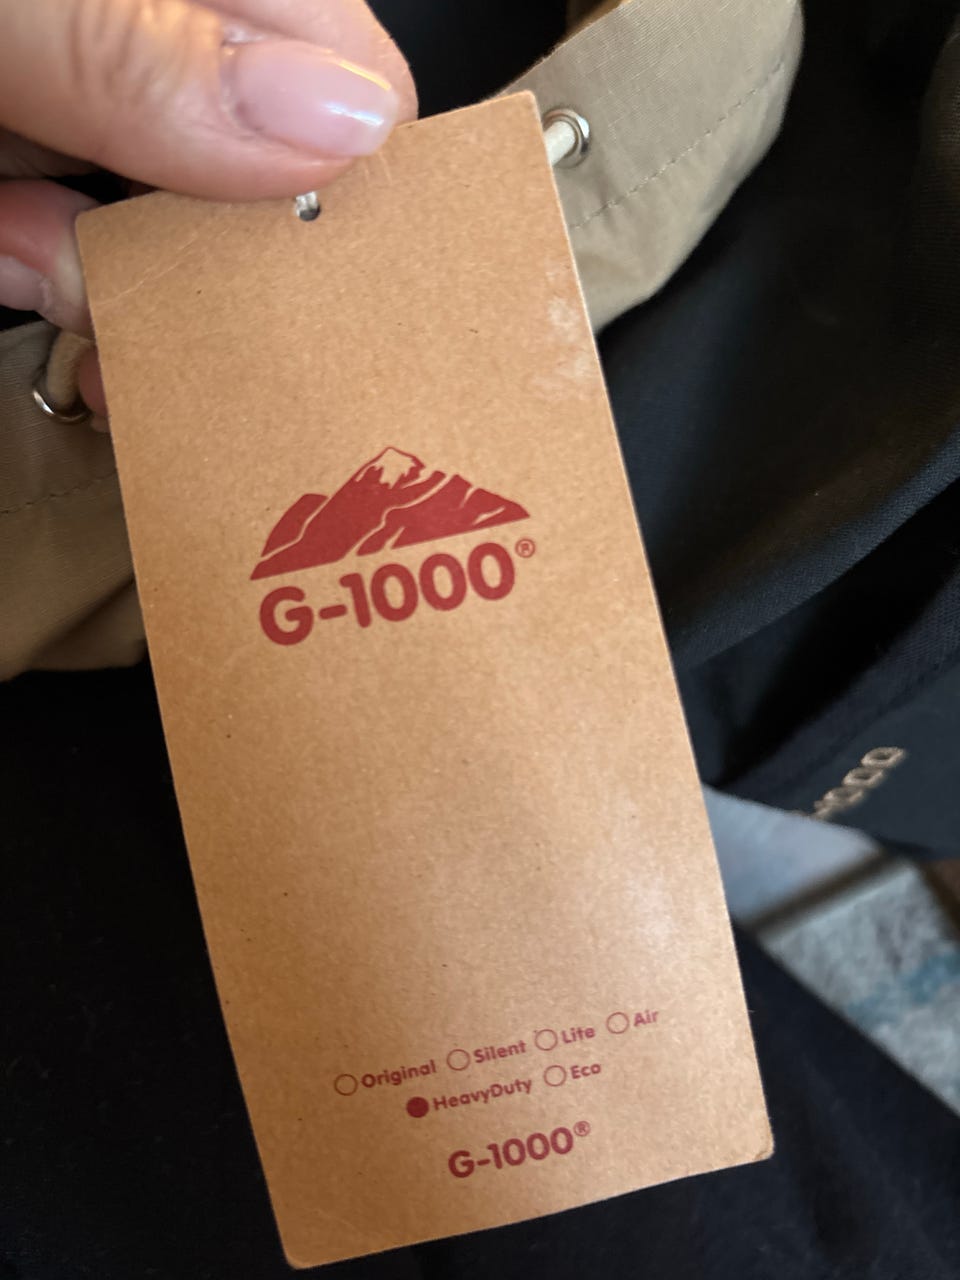 G-1000®
Original Silent Lite Air
HeavyDuty Eco
G-1000®